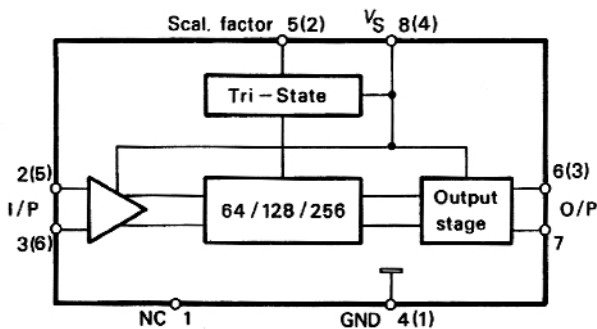 Scal. factor 5(2) VS 8(4)
Tri-State
2(5)
I/P
3(6)
64/128/256
Output
stage
6(3)
O/P
7
NC 1
GND 4(1)